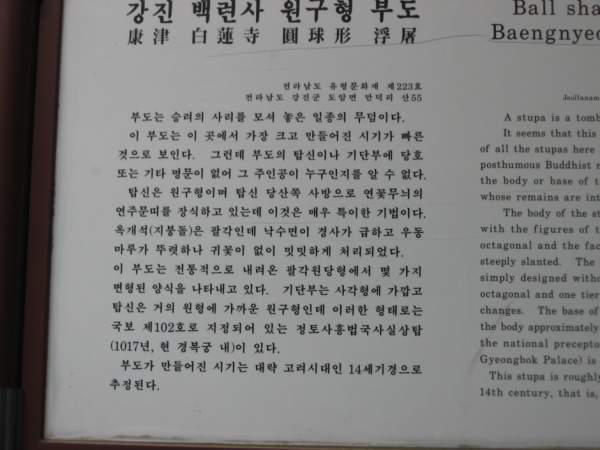 강진 백련사 원구형 부도
康津 白蓮寺 圓球形 浮屠
전라남도 유형문화재 제223호
전라남도 강진군 도암면 만덕리 산55
부도는 승려의 사리를 모셔 놓은 일종의 무덤이다.
이 부도는 이 곳에서 가장 크고 만들어진 시기가 빠른
것으로 보인다. 그런데 부도의 탑신이나 기단부에 당호
또는 기타 명문이 없어 그 주인공이 누구인지를 알 수 없다.
탑신은 원구형이며 탑신 당산쪽 사방으로 연꽃무늬의
연주문띠를 장식하고 있는데 이것은 매우 특이한 기법이다.
옥개석(지붕돌)은 팔각인데 낙수면이 경사가 급하고 우동
마루가 뚜렷하나 귀꽃이 없이 밋밋하게 처리되었다.
이 부도는 전통적으로 내려온 팔각원당형에서 몇 가지
변형된 양식을 나타내고 있다. 기단부는 사각형에 가깝고
탑신은 거의 원형에 가까운 원구형인데 이러한 형태로는
국보 제102호로 지정되어 있는 정토사홍법국사실상탑
(1017년, 현 경복궁 내)이 있다.
부도가 만들어진 시기는 대략 고려시대인 14세기경으로
추정된다.
Ball sha
Baengnyeo
Jeollanam
A stupa is a tomb
It seems that this
of all the stupas here
posthumous Buddhist n
the body or base of t
whose remains are int
The body of the st
with the figures of t
octagonal and the fac
steeply slanted. The
simply designed witho
octagonal and one tier
changes. The base of
the body approximately
the national precepto
Gyeongbok Palace) is
This stupa is roughly
14th century, that is,